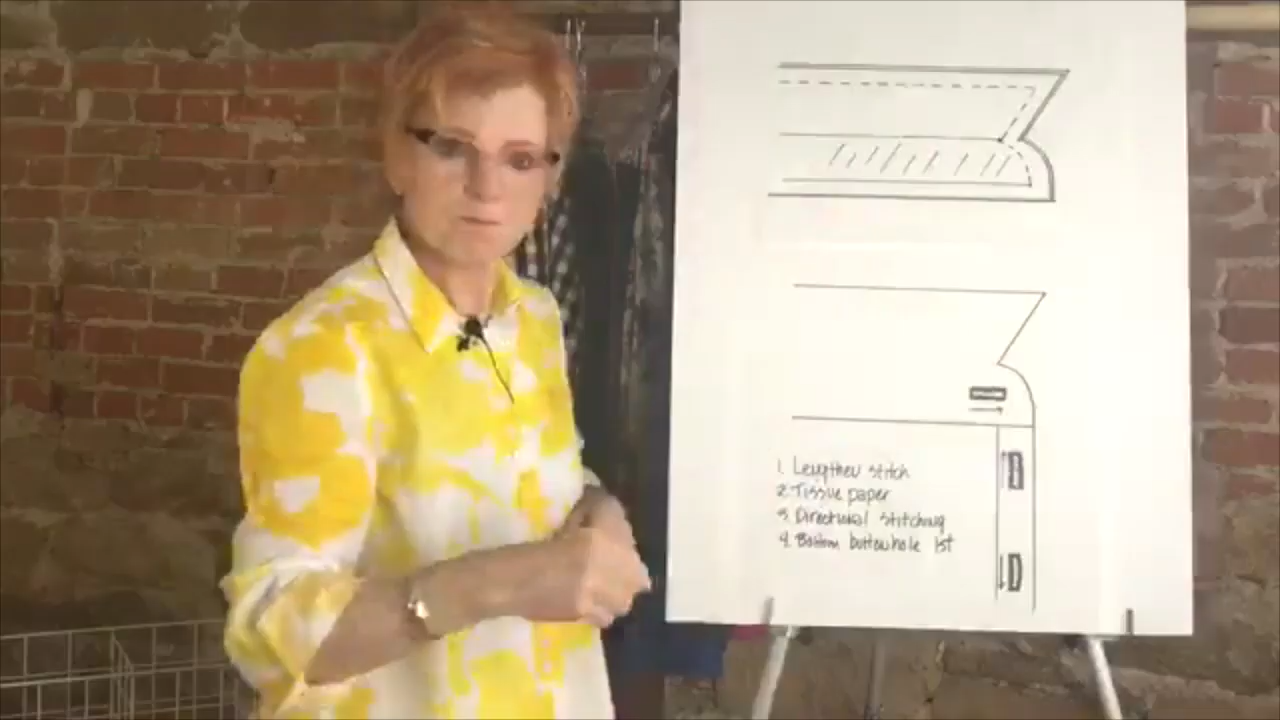 1. Lengthen stitch
2. Tissue paper
3. Directional stitching
4. Bottom buttonhole 1st